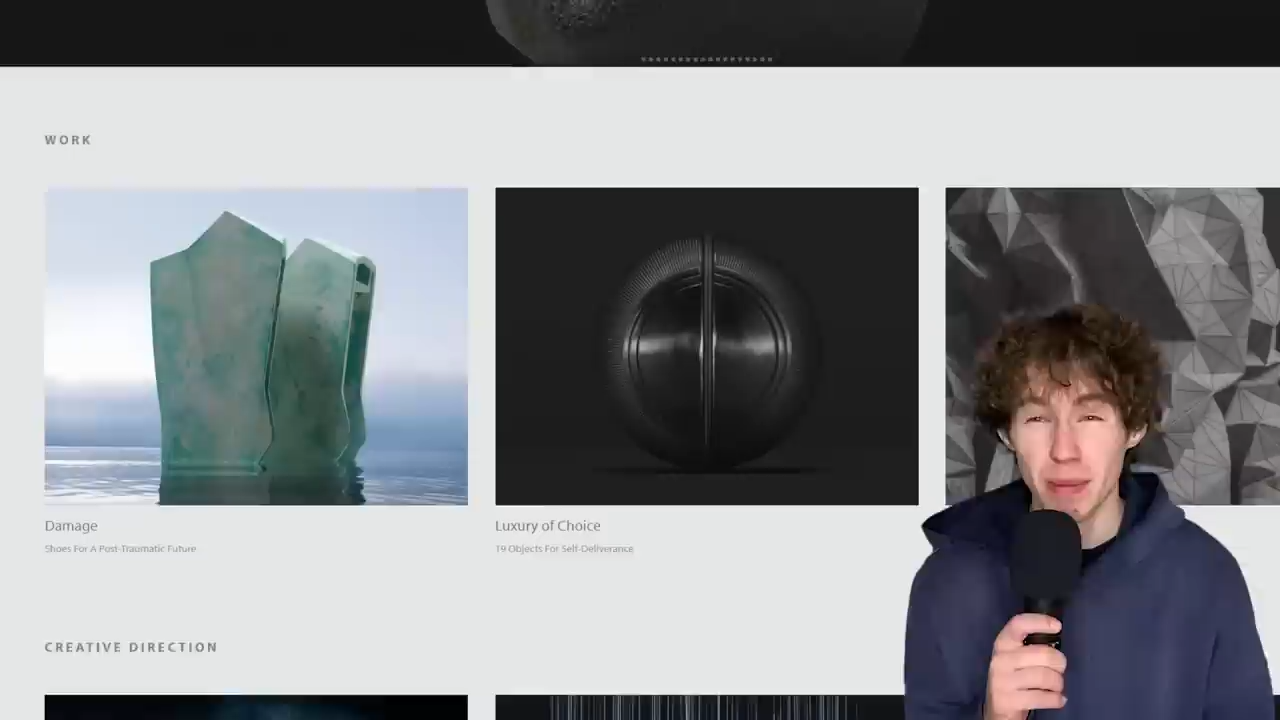 WORK
Damage
Shoes For A Post-Traumatic Future
Luxury of Choice
19 Objects For Self-Deliverance
CREATIVE DIRECTION